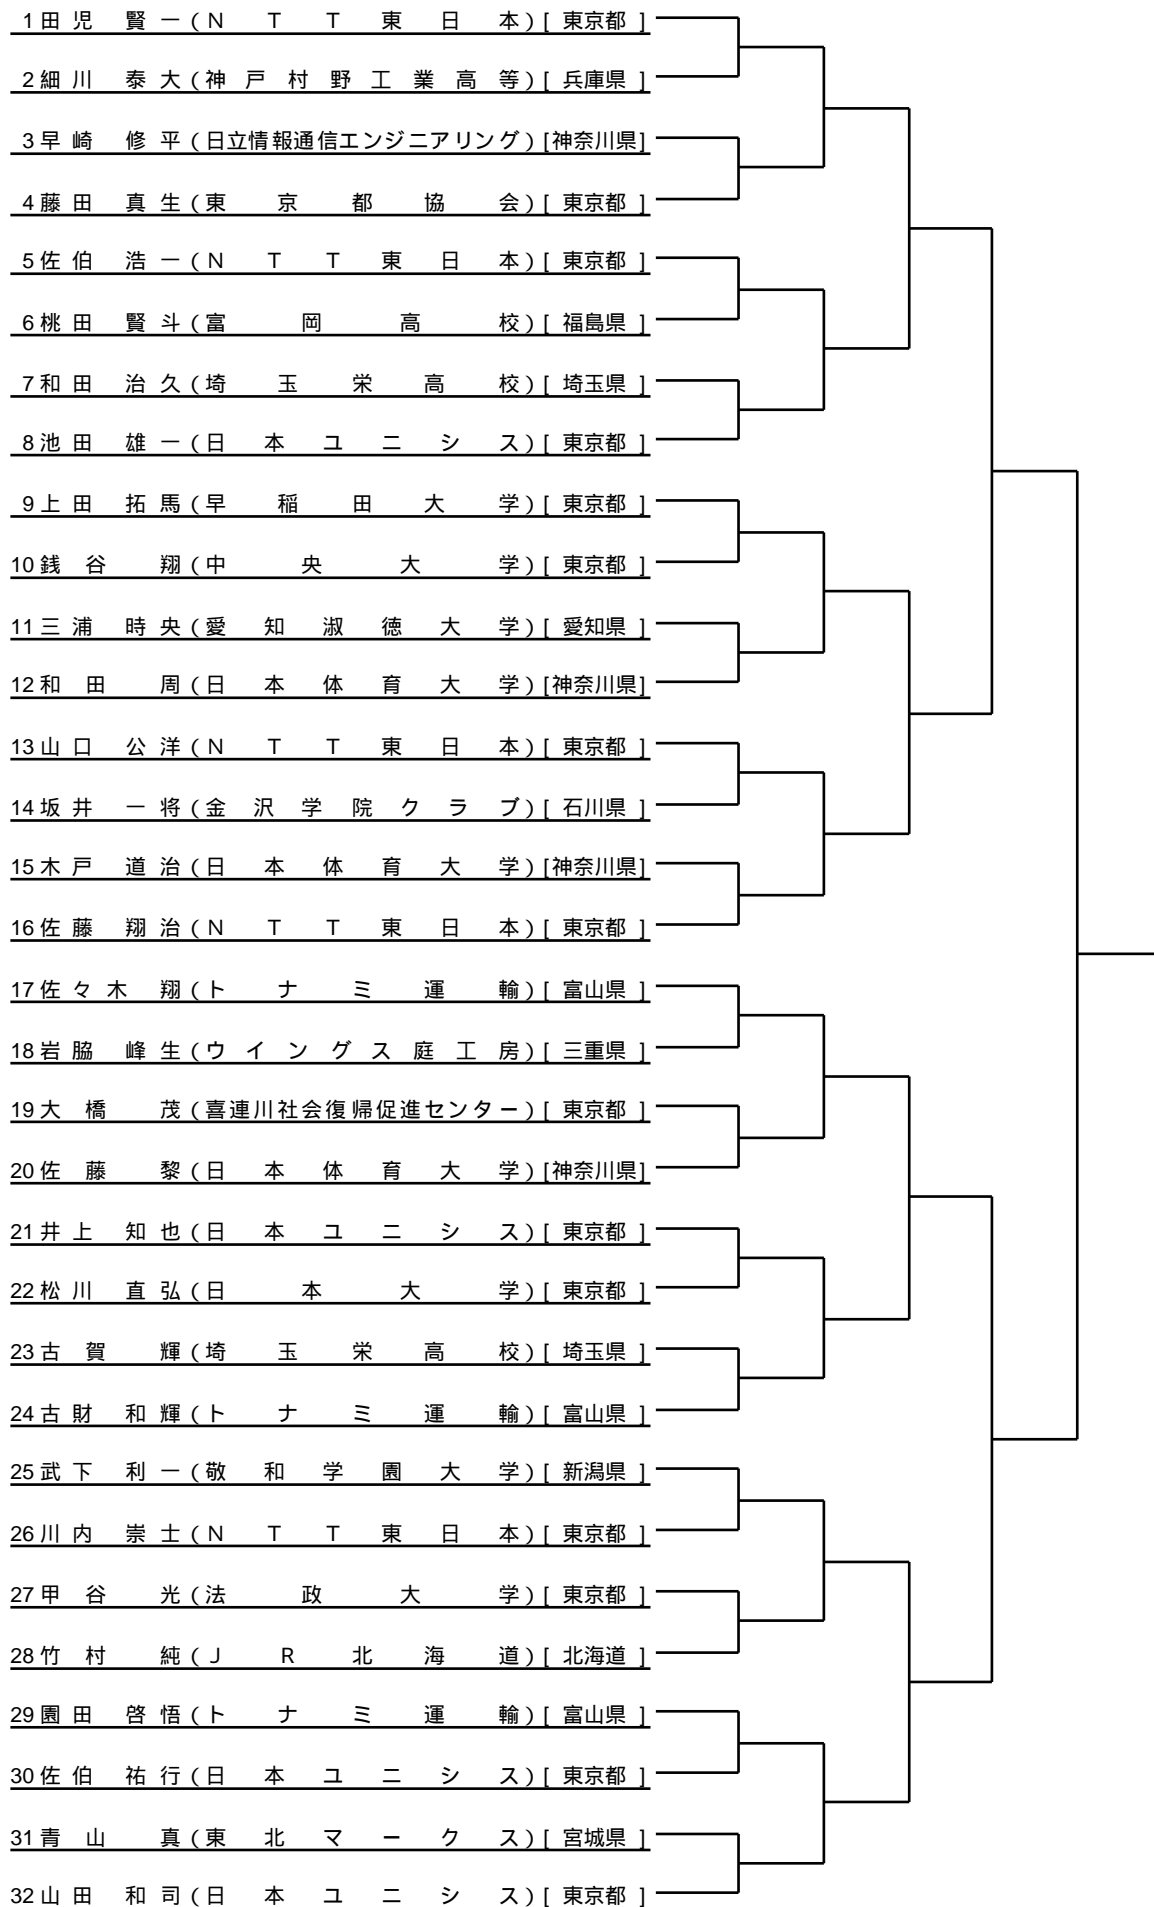 1 田児 賢一 (NTT東日本) [ 東京都 ]
2 細川 泰大 (神戸村野工業高等) [ 兵庫県 ]
3 早崎 修平 (日立情報通信エンジニアリング) [神奈川県]
4 藤田 真生 (東京都協会) [ 東京都 ]
5 佐伯 浩一 (NTT東日本) [ 東京都 ]
6 桃田 賢斗 (富岡高校) [ 福島県 ]
7 和田 治久 (埼玉栄高校) [ 埼玉県 ]
8 池田 雄一 (日本ユニシス) [ 東京都 ]
9 上田 拓馬 (早稲田大学) [ 東京都 ]
10 銭谷 翔 (中央大学) [ 東京都 ]
11 三浦 時央 (愛知淑徳大学) [ 愛知県 ]
12 和田 周 (日本体育大学) [神奈川県]
13 山口 公洋 (NTT東日本) [ 東京都 ]
14 坂井 一将 (金沢学院クラブ) [ 石川県 ]
15 木戸 道治 (日本体育大学) [神奈川県]
16 佐藤 翔治 (NTT東日本) [ 東京都 ]
17 佐々木 翔 (トナミ運輸) [ 富山県 ]
18 岩脇 峰生 (ウイングス庭工房) [ 三重県 ]
19 大橋 茂 (喜連川社会復帰促進センター) [ 東京都 ]
20 佐藤 黎 (日本体育大学) [神奈川県]
21 井上 知也 (日本ユニシス) [ 東京都 ]
22 松川 直弘 (日本大学) [ 東京都 ]
23 古賀 輝 (埼玉栄高校) [ 埼玉県 ]
24 古財 和輝 (トナミ運輸) [ 富山県 ]
25 武下 利一 (敬和学園大学) [ 新潟県 ]
26 川内 崇士 (NTT東日本) [ 東京都 ]
27 甲谷 光 (法政大学) [ 東京都 ]
28 竹村 純 (JR北海道) [ 北海道 ]
29 園田 啓悟 (トナミ運輸) [ 富山県 ]
30 佐伯 祐行 (日本ユニシス) [ 東京都 ]
31 青山 真 (東北マークス) [ 宮城県 ]
32 山田 和司 (日本ユニシス) [ 東京都 ]